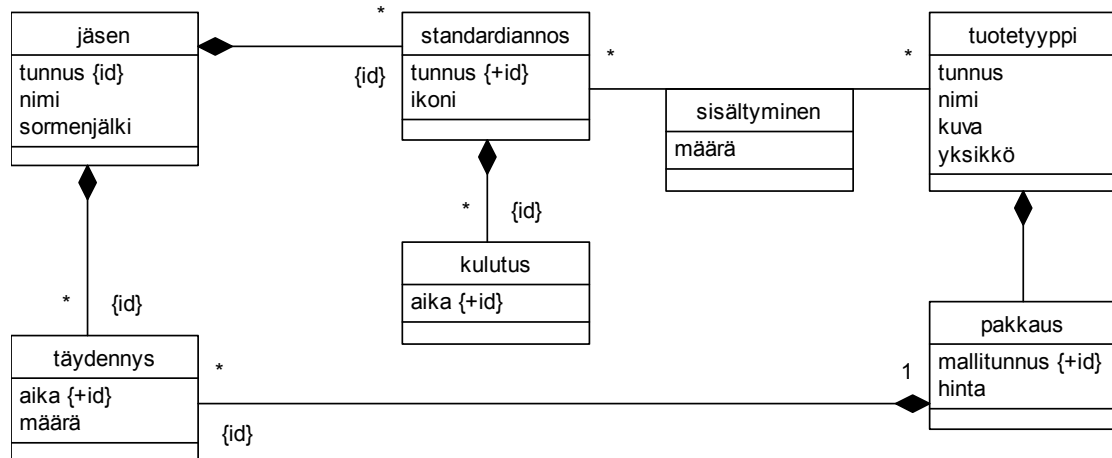 jäsen
tunnus {id}
nimi
sormenjälki
*
{id}
standardiannos
tunnus {+id}
ikoni
*
*
sisältyminen
määrä
tuotetyyppi
tunnus
nimi
kuva
yksikkö
*
{id}
kulutus
aika {+id}
*
{id}
täydennys
aika {+id}
määrä
*
{id}
1
pakkaus
mallitunnus {+id}
hinta